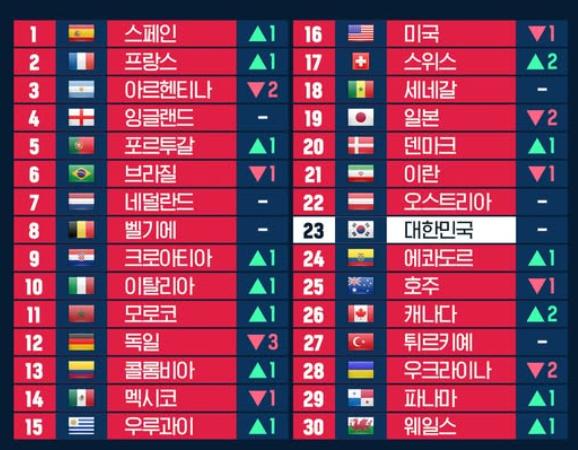 1 스페인 ▲1
2 프랑스 ▲1
3 아르헨티나 ▼2
4 잉글랜드 -
5 포르투갈 ▲1
6 브라질 ▼1
7 네덜란드 -
8 벨기에 -
9 크로아티아 ▲1
10 이탈리아 ▲1
11 모로코 ▲1
12 독일 ▼3
13 콜롬비아 ▲1
14 멕시코 ▼1
15 우루과이 ▲1
16 미국 ▼1
17 스위스 ▲2
18 세네갈 -
19 일본 ▼2
20 덴마크 ▲1
21 이란 ▼1
22 오스트리아 -
23 대한민국 -
24 에콰도르 ▲1
25 호주 ▼1
26 캐나다 ▲2
27 튀르키예 -
28 우크라이나 ▼2
29 파나마 ▲1
30 웨일스 ▲1